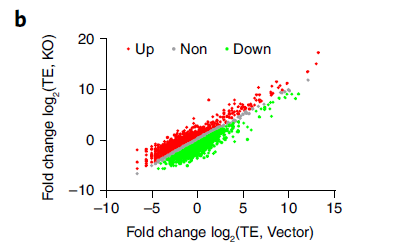 b
Fold change log2(TE, KO)
20
10
0
−10
Up Non Down
−10 −5 0 5 10 15
Fold change log2(TE, Vector)